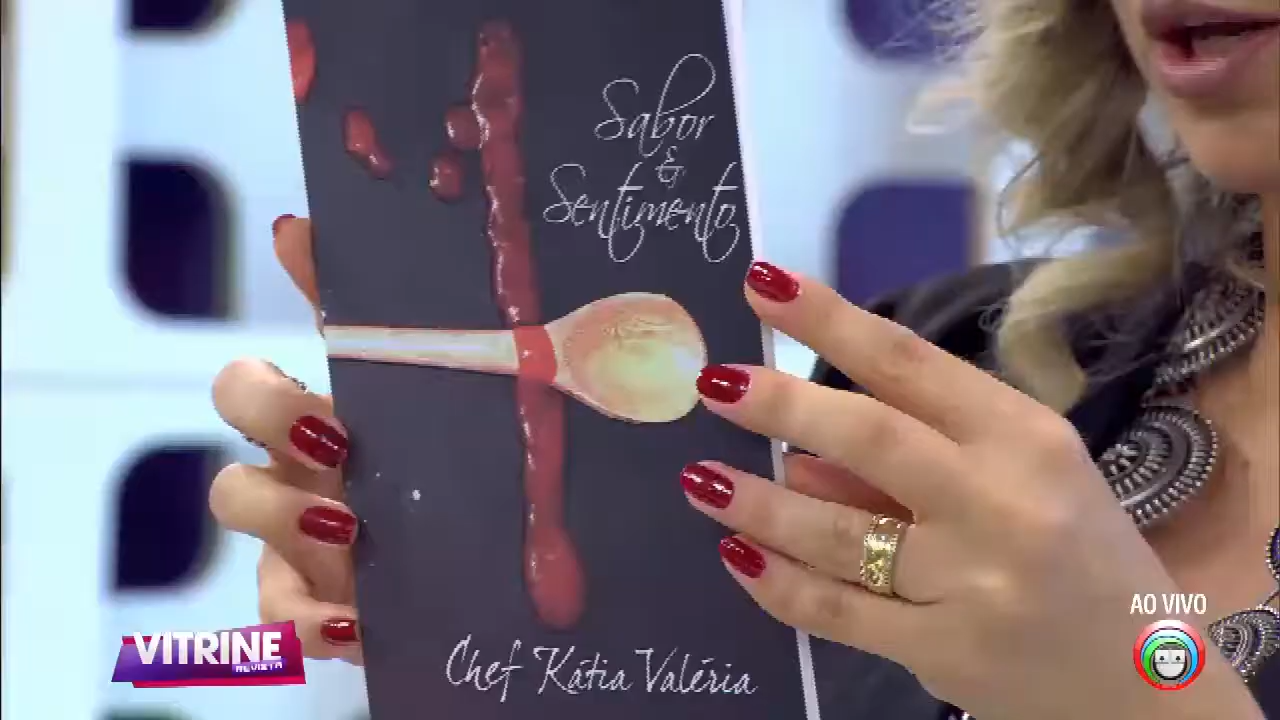 Sabor
&
Sentimento
Chef Kátia Valéria
AO VIVO
VITRINE
REVISTA